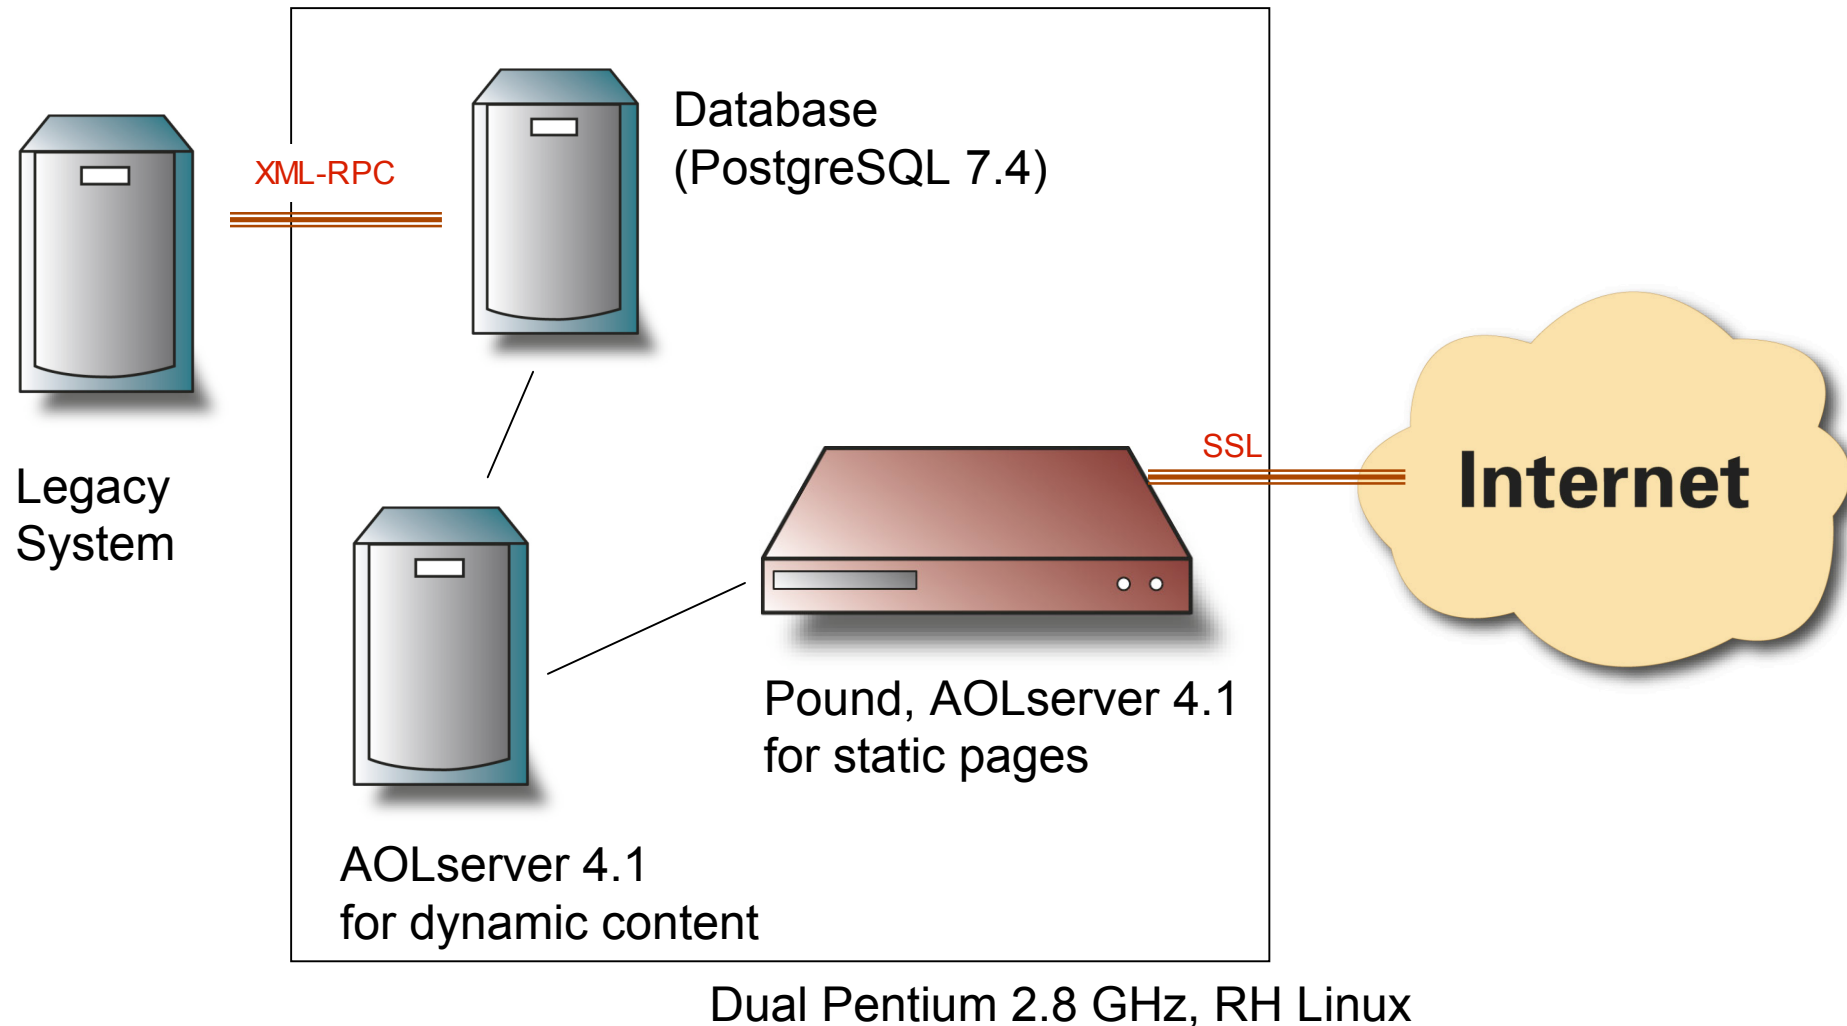 Database
(PostgreSQL 7.4)
XML-RPC
Legacy
System
SSL
Internet
Pound, AOLserver 4.1
for static pages
AOLserver 4.1
for dynamic content
Dual Pentium 2.8 GHz, RH Linux